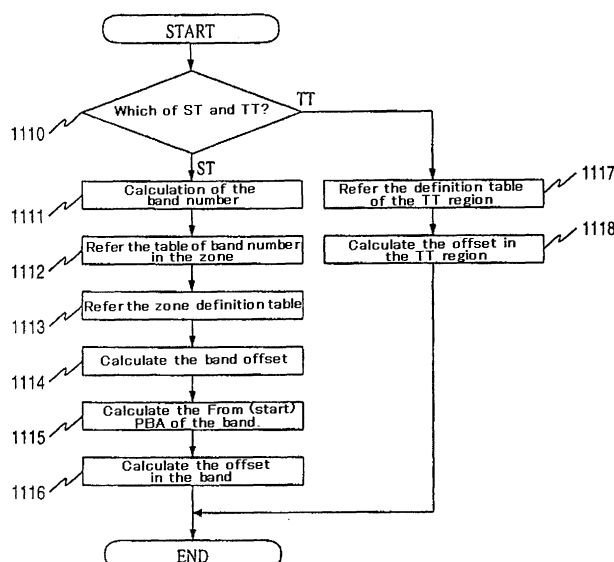 START
Which of ST and TT?
TT
1110
ST
Calculation of the
band number
1111
Refer the definition table
of the TT region
1117
Refer the table of band number
in the zone
1112
Calculate the offset in
the TT region
1118
Refer the zone definition table
1113
Calculate the band offset
1114
Calculate the From (start)
PBA of the band.
1115
Calculate the offset
in the band
1116
END